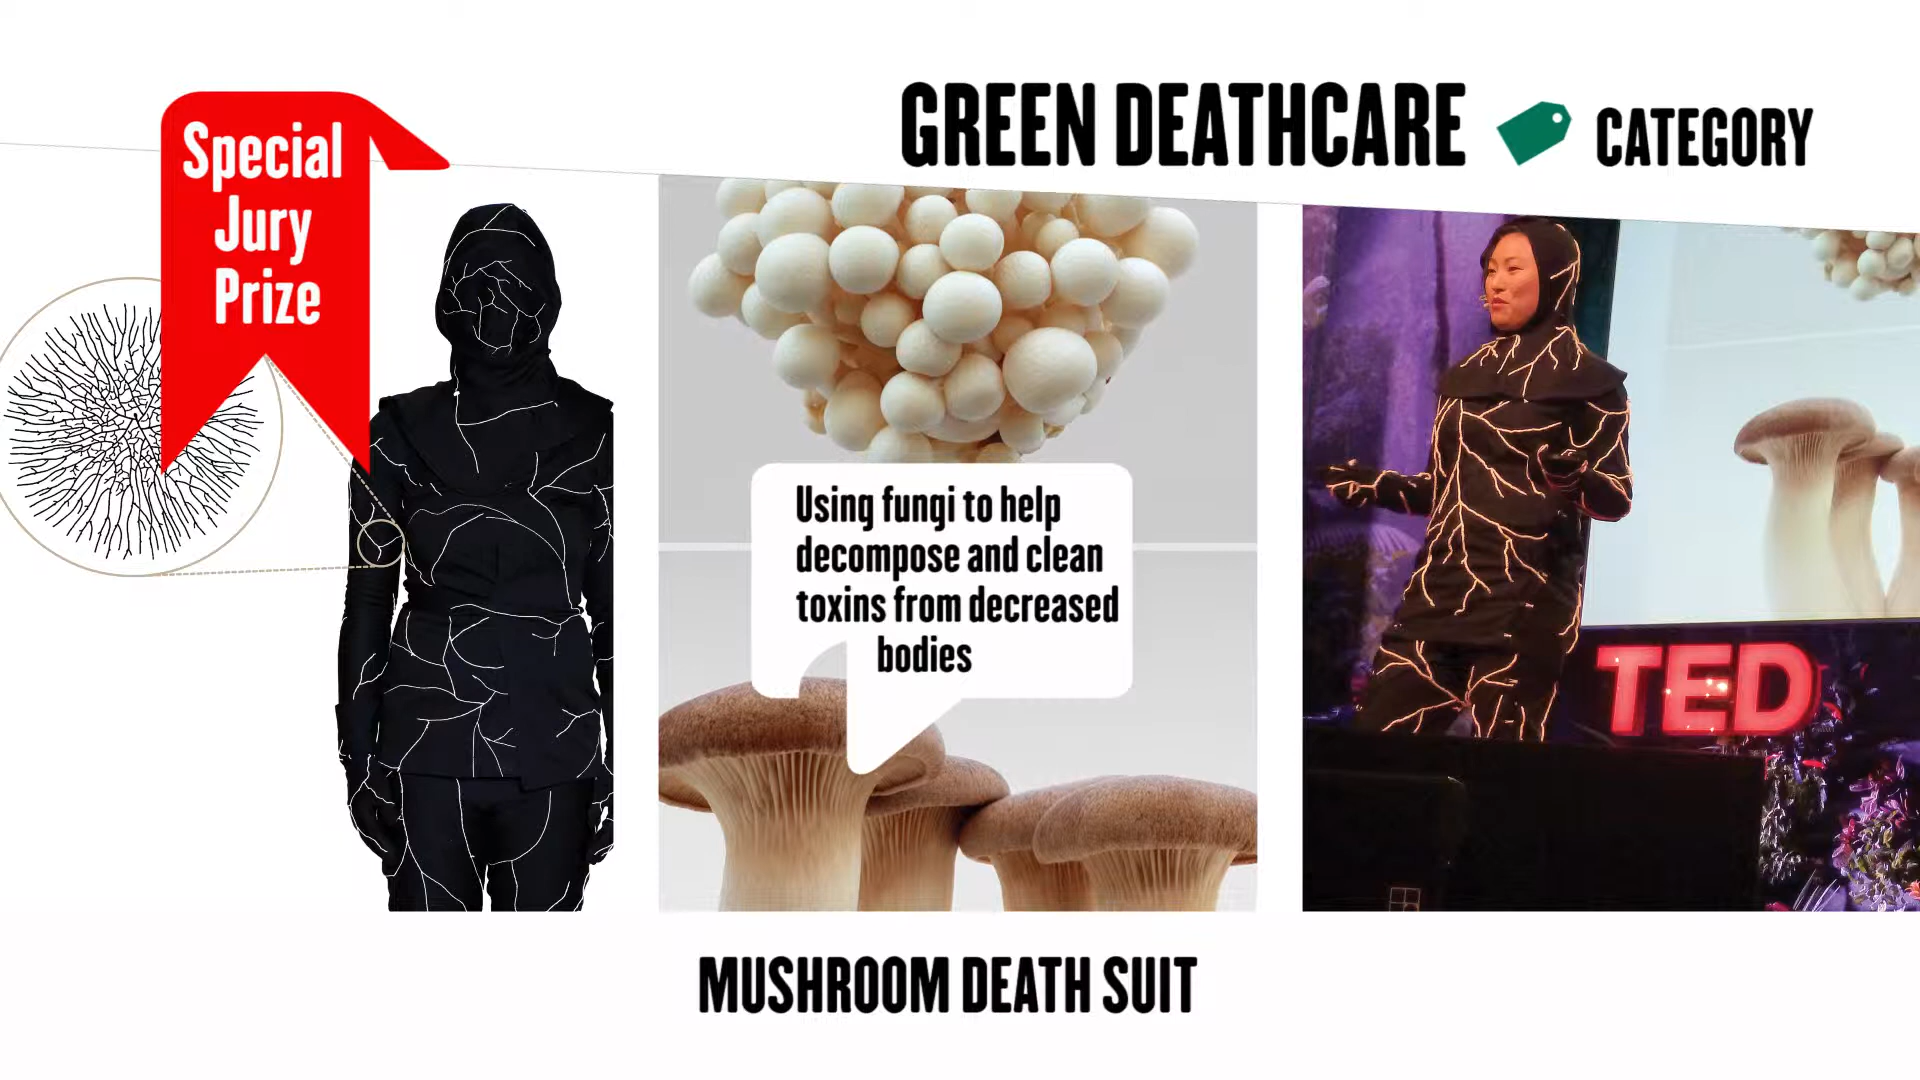 Special
Jury
Prize
GREEN DEATHCARE CATEGORY
Using fungi to help
decompose and clean
toxins from decreased
bodies
TED
MUSHROOM DEATH SUIT